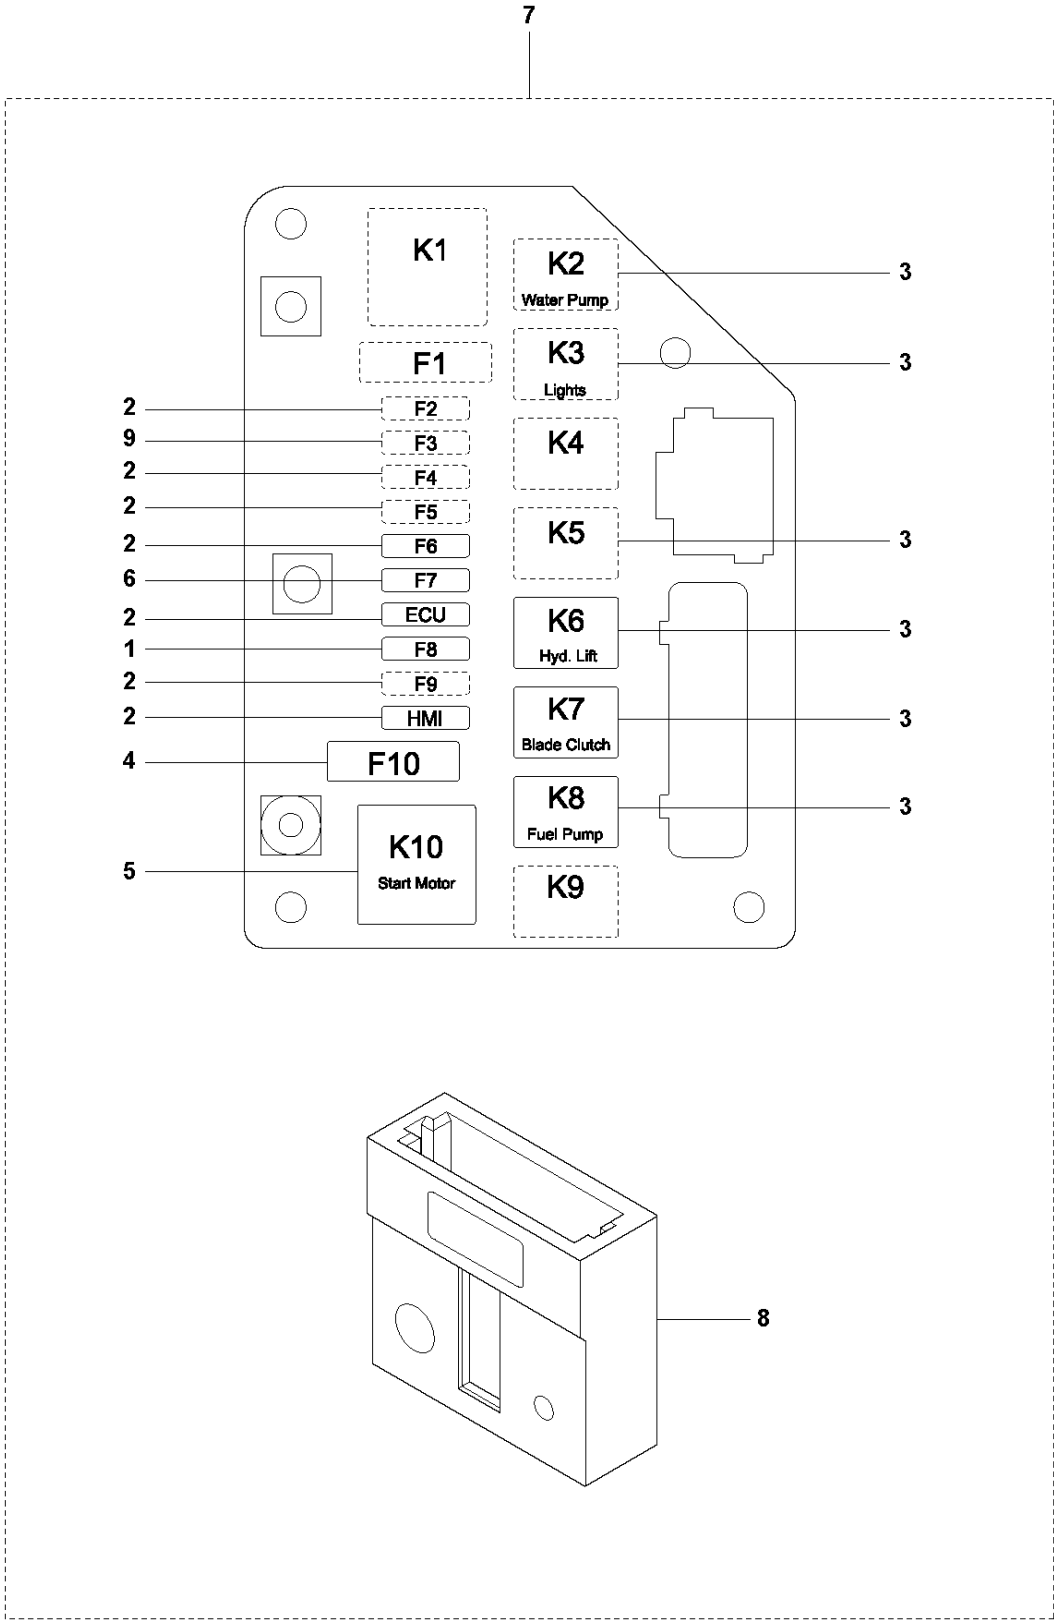 7
K1
K2
Water Pump
3
F1
K3
Lights
3
2
F2
9
F3
K4
2
F4
2
F5
K5
3
2
F6
6
F7
2
ECU
K6
Hyd. Lift
3
1
F8
2
F9
2
HMI
K7
Blade Clutch
3
4
F10
K8
Fuel Pump
3
5
K10
Start Motor
K9
8